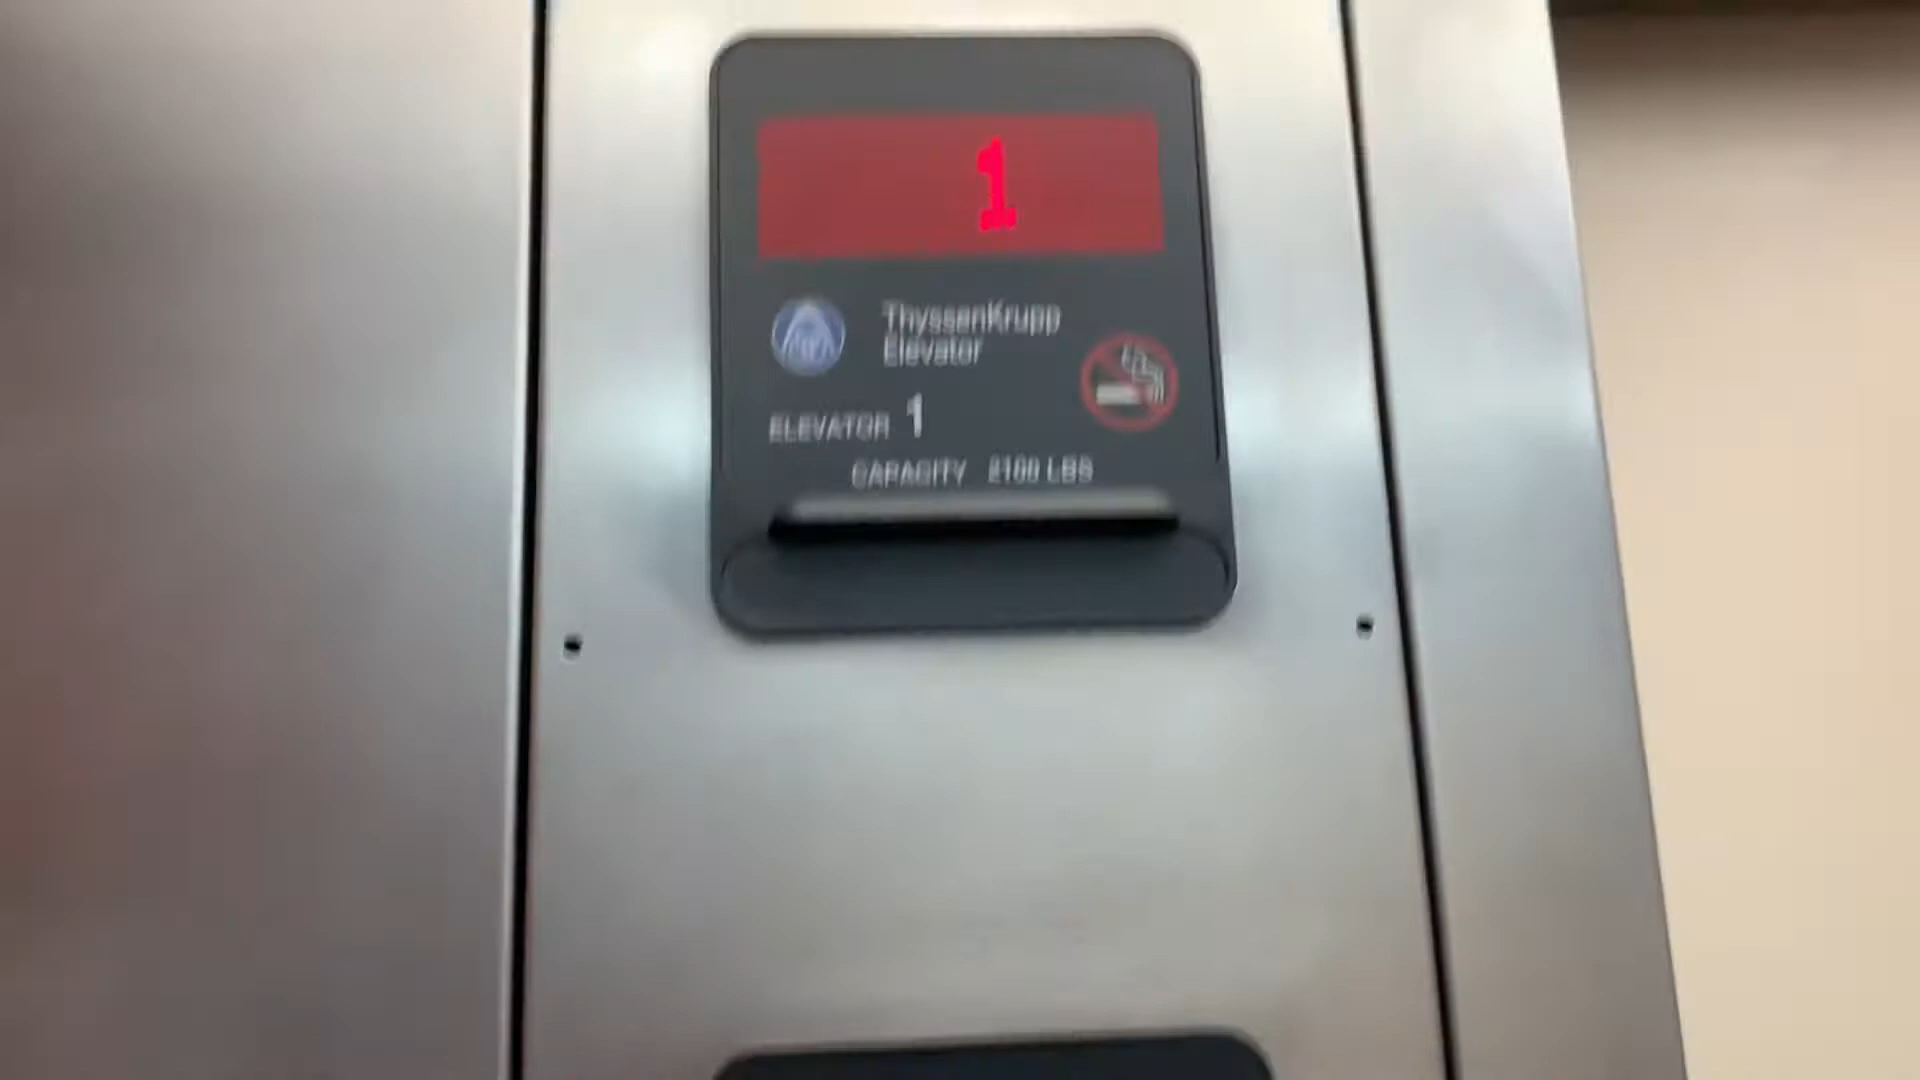 1
ThyssenKrupp
Elevator
ELEVATOR 1
CAPACITY 2100 LBS